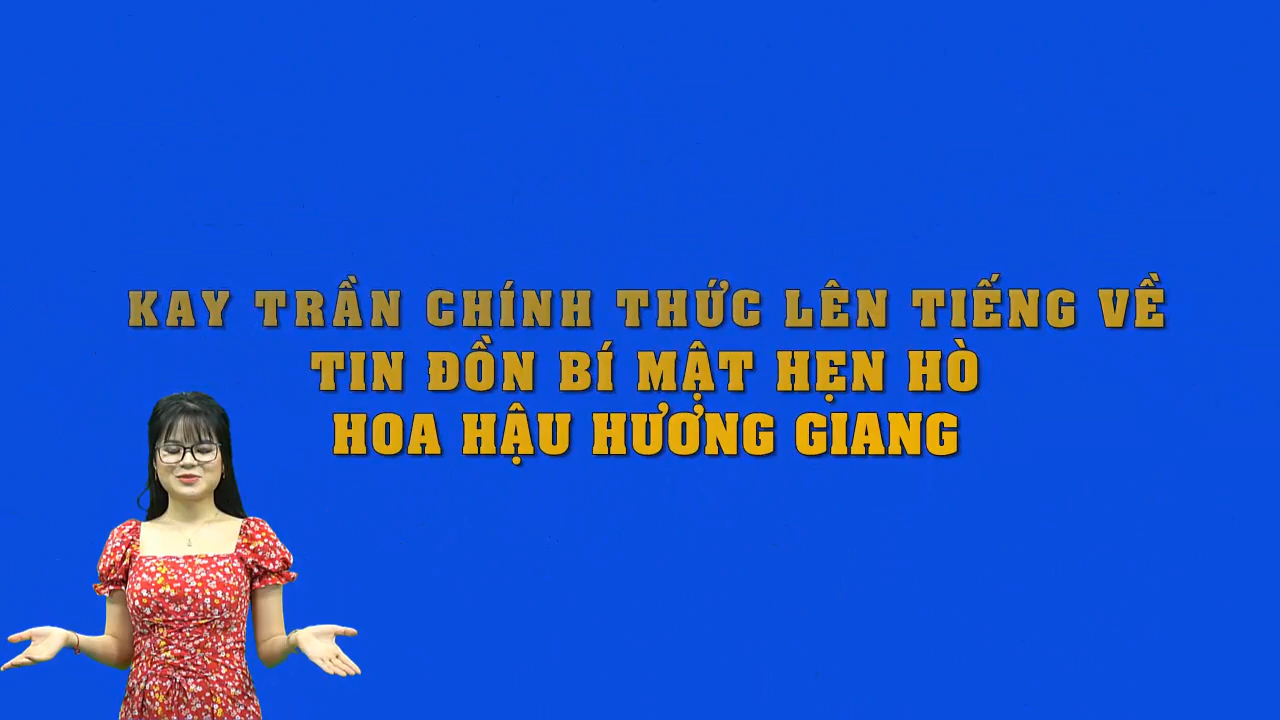 KAY TRẦN CHÍNH THỨC LÊN TIẾNG VỀ
TIN ĐỒN BÍ MẬT HẸN HÒ
HOA HẬU HƯƠNG GIANG